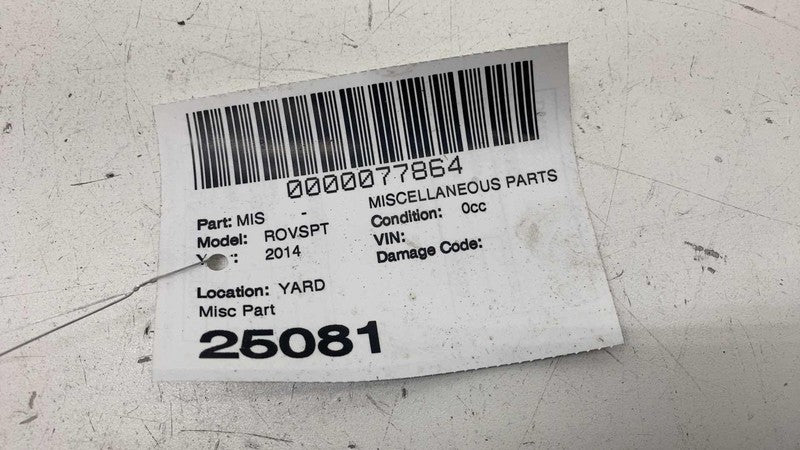 0000077864
MISCELLANEOUS PARTS
Part: MIS -
Condition: 0cc
Model: ROVSPT
VIN:
2014
Damage Code:
Location: YARD
Misc Part
25081